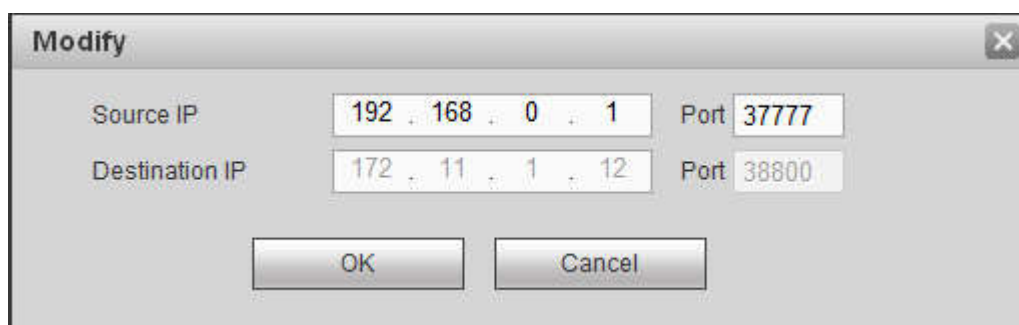 Modify
Source IP 192 . 168 . 0 . 1 Port 37777
Destination IP 172 . 11 . 1 . 12 Port 38800
OK Cancel